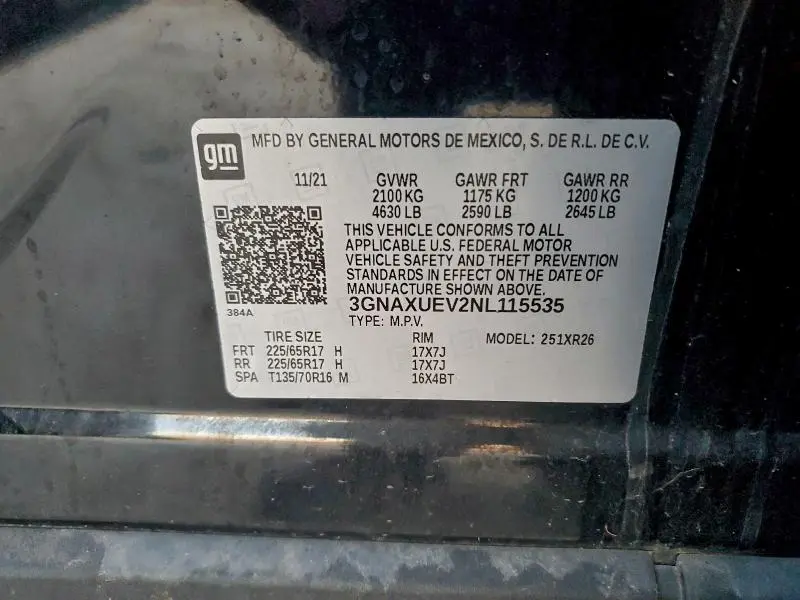 gm
MFD BY GENERAL MOTORS DE MEXICO, S. DE R.L. DE C.V.
11/21 GVWR GAWR FRT GAWR RR
2100 KG 1175 KG 1200 KG
4630 LB 2590 LB 2645 LB
THIS VEHICLE CONFORMS TO ALL
APPLICABLE U.S. FEDERAL MOTOR
VEHICLE SAFETY AND THEFT PREVENTION
STANDARDS IN EFFECT ON THE DATE OF
MANUFACTURE SHOWN ABOVE.
384A
3GNAXUEV2NL115535
TYPE: M.P.V.
TIRE SIZE RIM MODEL: 251XR26
FRT 225/65R17 H 17X7J
RR 225/65R17 H 17X7J
SPA T135/70R16 M 16X4BT